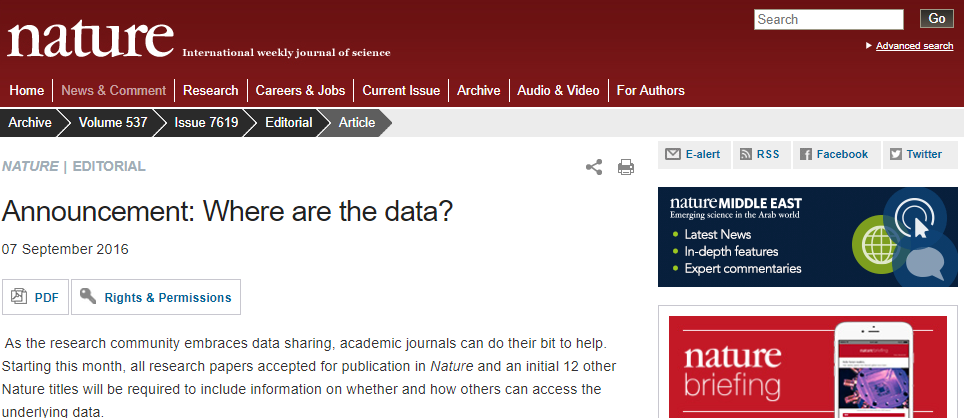 nature International weekly journal of science
Search
Go
Advanced search
Home News & Comment Research Careers & Jobs Current Issue Archive Audio & Video For Authors
Archive Volume 537 Issue 7619 Editorial Article
NATURE | EDITORIAL
Announcement: Where are the data?
07 September 2016
PDF Rights & Permissions
As the research community embraces data sharing, academic journals can do their bit to help.
Starting this month, all research papers accepted for publication in Nature and an initial 12 other
Nature titles will be required to include information on whether and how others can access the
underlying data.
E-alert RSS Facebook Twitter
nature MIDDLE EAST
Emerging science in the Arab world
• Latest News
• In-depth features
• Expert commentaries
nature
briefing